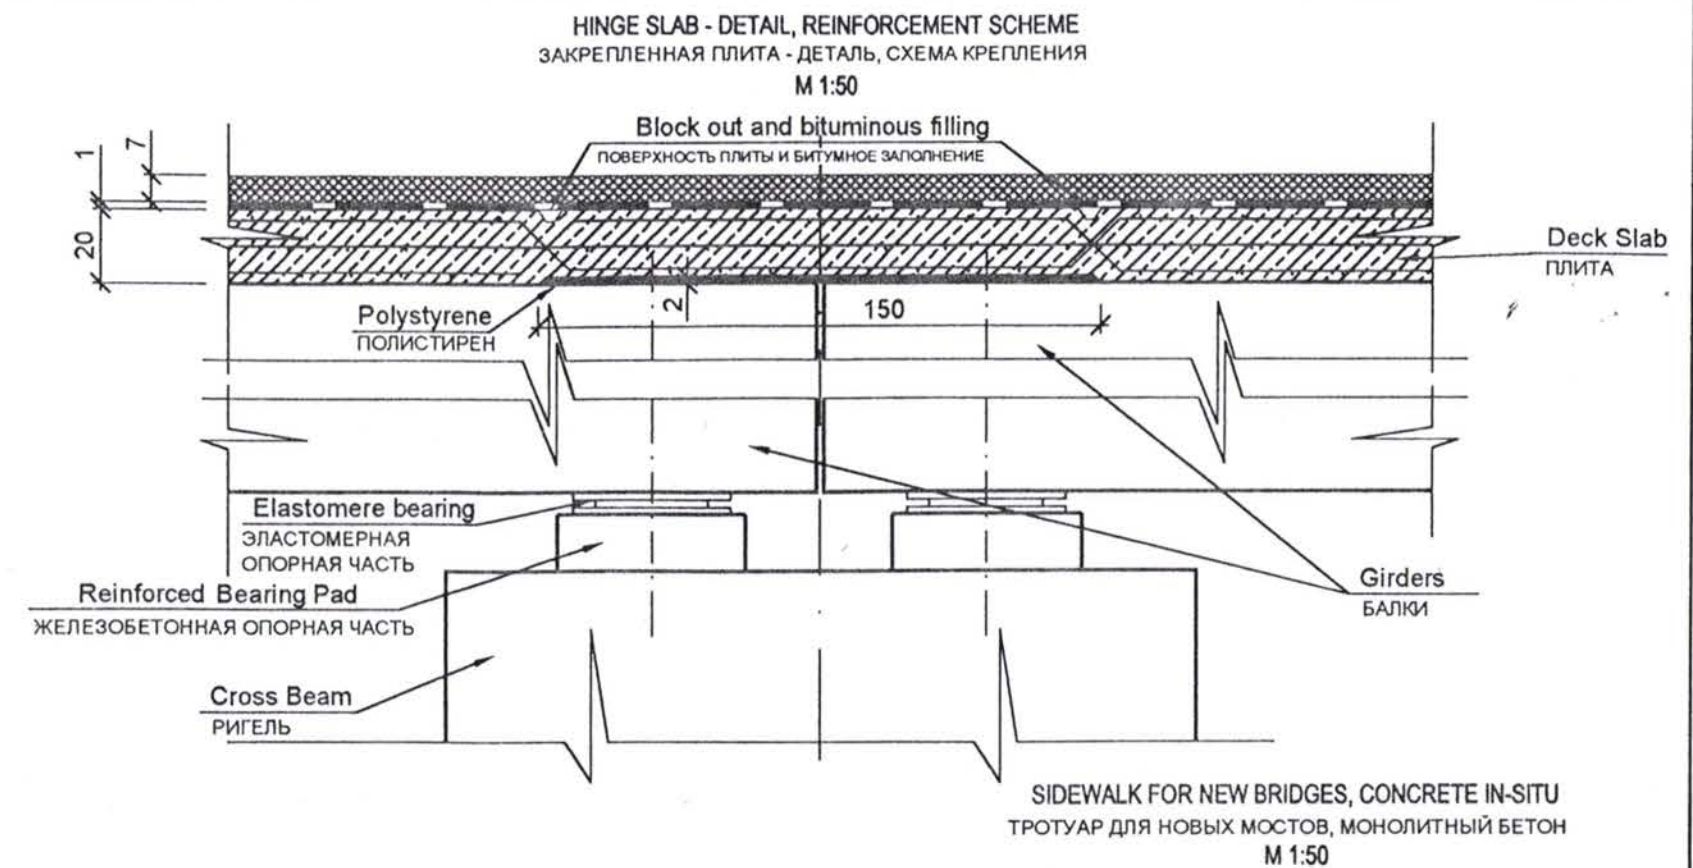 HINGE SLAB - DETAIL, REINFORCEMENT SCHEME
ЗАКРЕПЛЕННАЯ ПЛИТА - ДЕТАЛЬ, СХЕМА КРЕПЛЕНИЯ
М 1:50
Block out and bituminous filling
ПОВЕРХНОСТЬ ПЛИТЫ И БИТУМНОЕ ЗАПОЛНЕНИЕ
1
7
20
Deck Slab
ПЛИТА
Polystyrene
ПОЛИСТИРЕН
2
150
Elastomere bearing
ЭЛАСТОМЕРНАЯ
ОПОРНАЯ ЧАСТЬ
Reinforced Bearing Pad
ЖЕЛЕЗОБЕТОННАЯ ОПОРНАЯ ЧАСТЬ
Girders
БАЛКИ
Cross Beam
РИГЕЛЬ
SIDEWALK FOR NEW BRIDGES, CONCRETE IN-SITU
ТРОТУАР ДЛЯ НОВЫХ МОСТОВ, МОНОЛИТНЫЙ БЕТОН
М 1:50